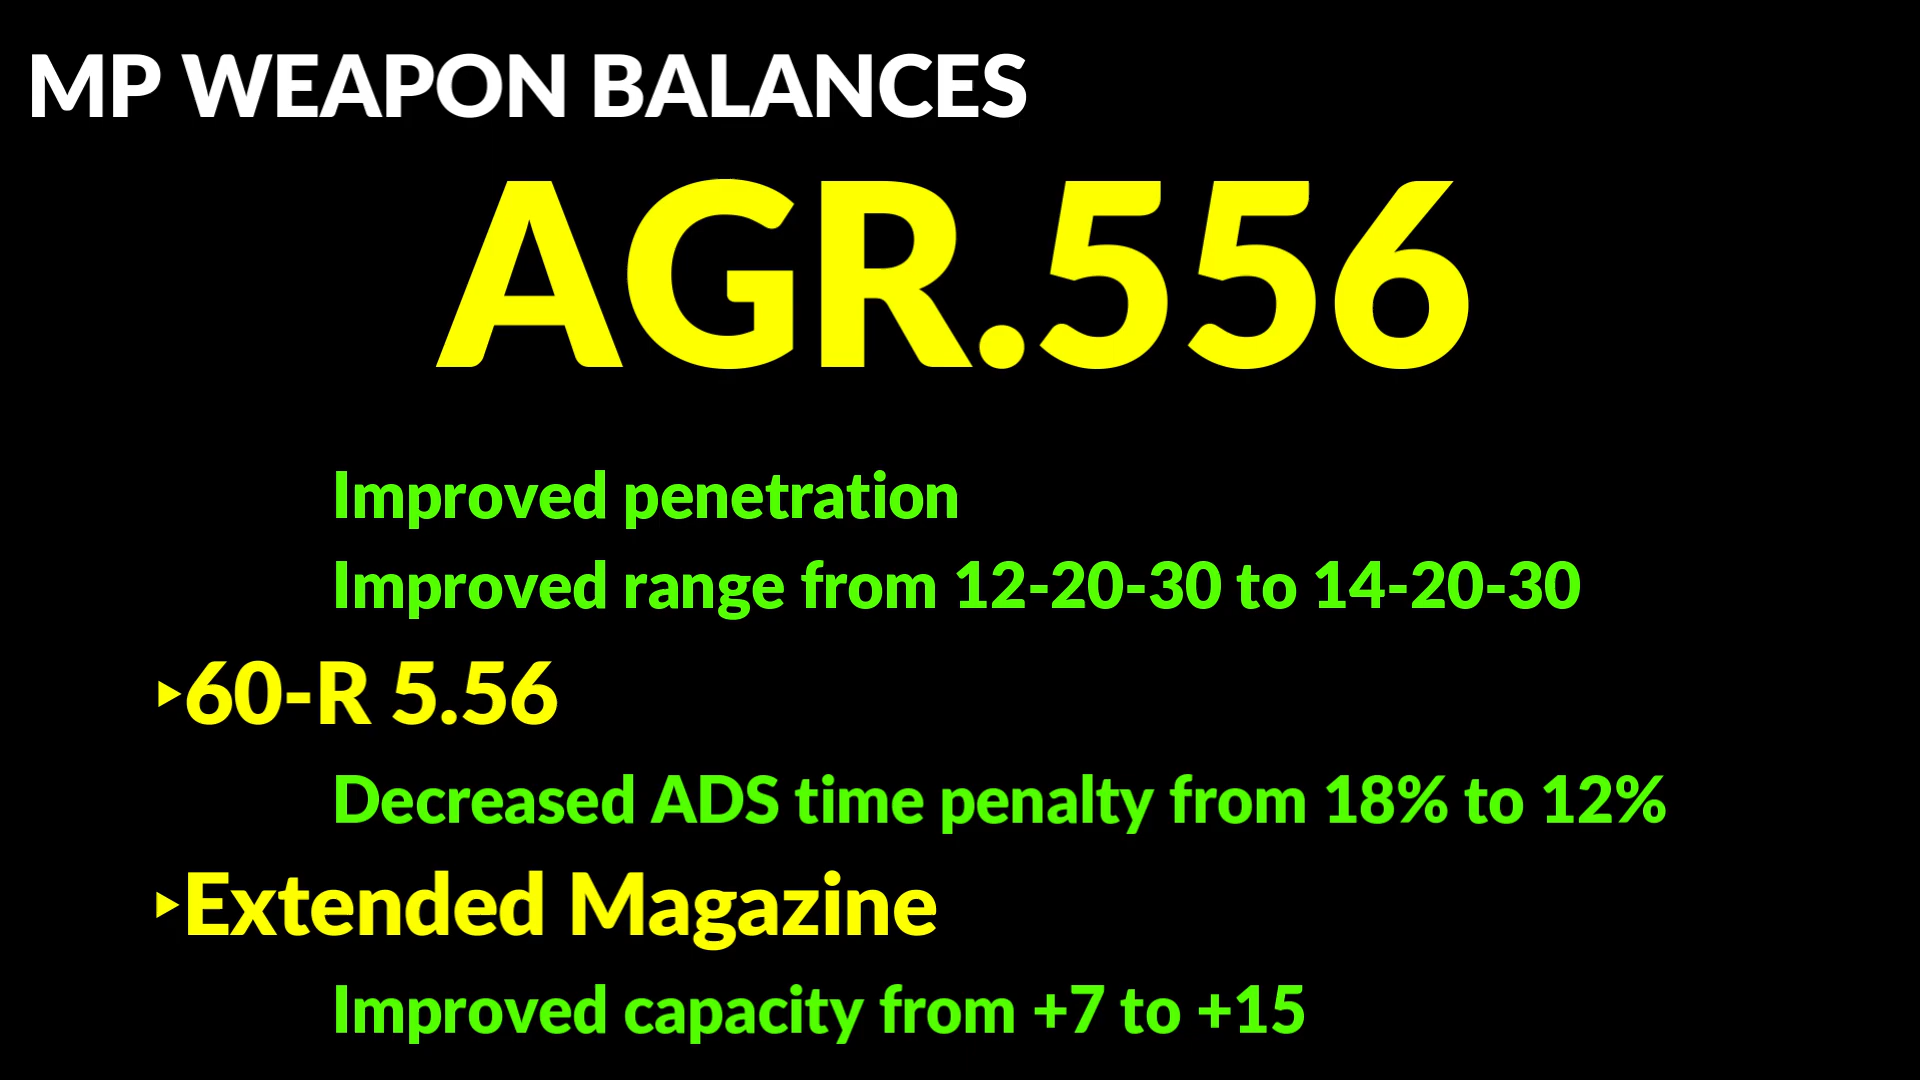 MP WEAPON BALANCES
AGR.556
Improved penetration
Improved range from 12-20-30 to 14-20-30
‣60-R 5.56
Decreased ADS time penalty from 18% to 12%
‣Extended Magazine
Improved capacity from +7 to +15